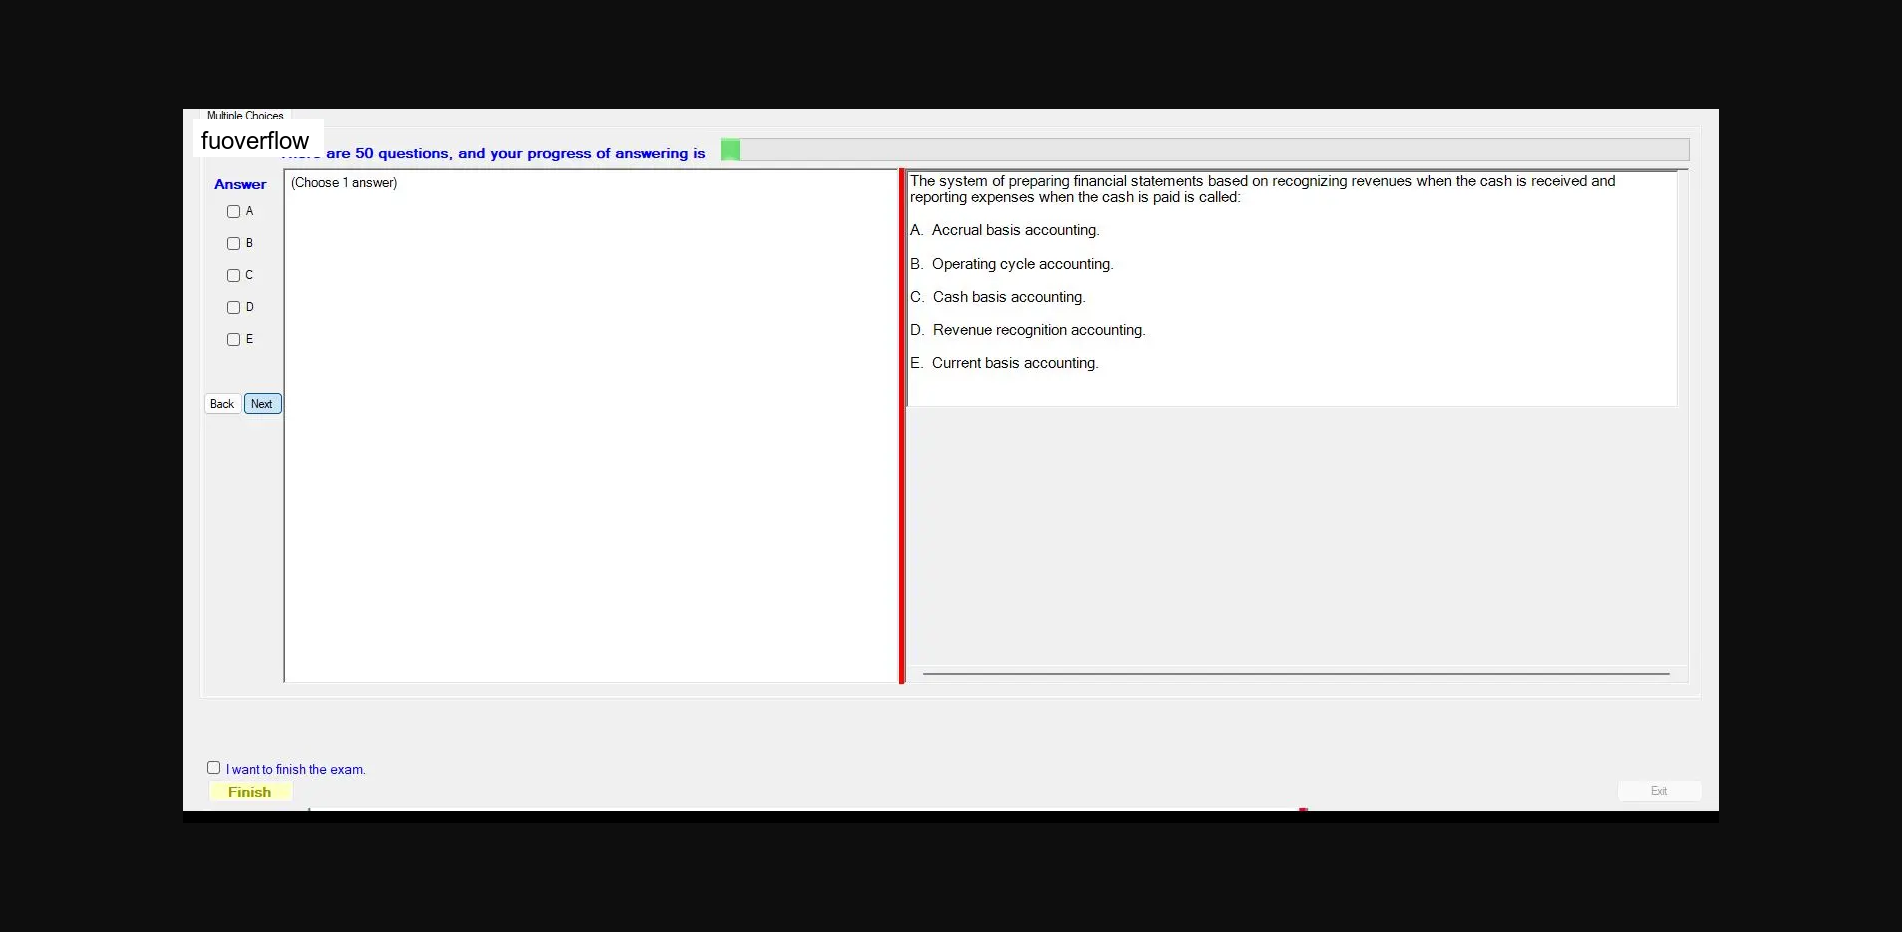 Multiple Choices
fuoverflow
are 50 questions, and your progress of answering is
Answer
(Choose 1 answer)
A
B
C
D
E
Back
Next
The system of preparing financial statements based on recognizing revenues when the cash is received and
reporting expenses when the cash is paid is called:
A. Accrual basis accounting.
B. Operating cycle accounting.
C. Cash basis accounting.
D. Revenue recognition accounting.
E. Current basis accounting.
I want to finish the exam.
Finish
Exit